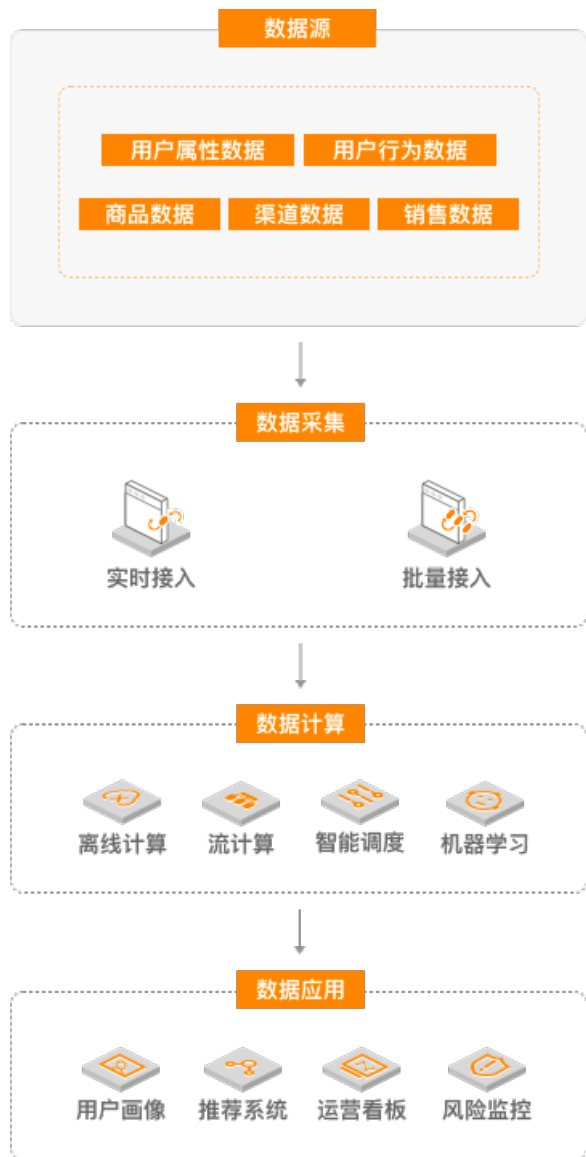 数据源
用户属性数据 用户行为数据
商品数据 渠道数据 销售数据
数据采集
实时接入 批量接入
数据计算
离线计算 流计算 智能调度 机器学习
数据应用
用户画像 推荐系统 运营看板 风险监控